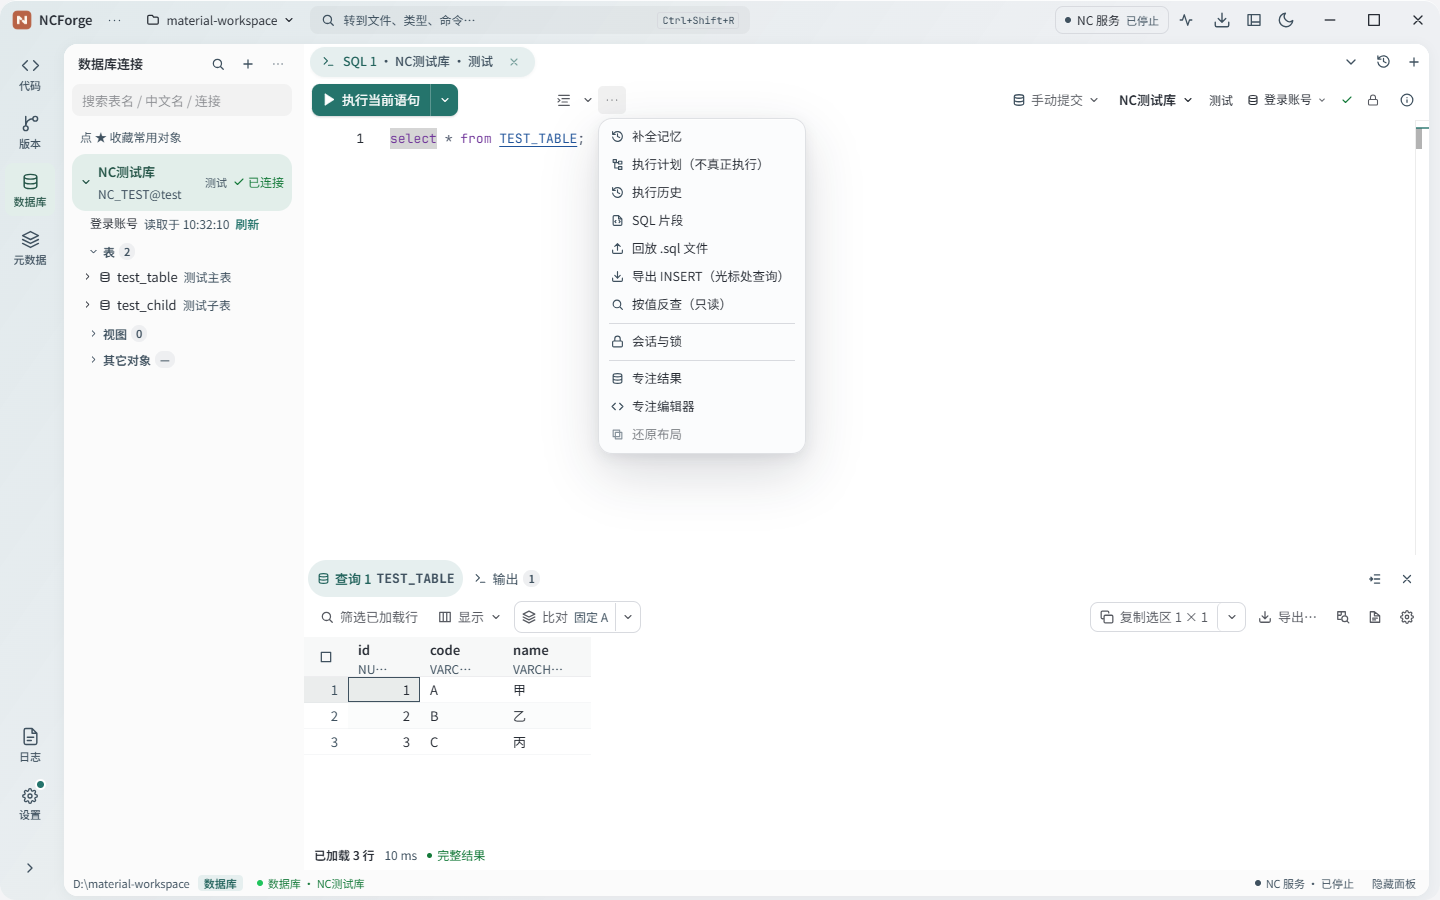 NCForge ··· material-workspace 转到文件、类型、命令··· Ctrl+Shift+R NC 服务 已停止
代码
版本
数据库
元数据
日志
设置
数据库连接 ···
搜索表名 / 中文名 / 连接
点 ★ 收藏常用对象
NC测试库
NC_TEST@test
测试 ✓ 已连接
登录账号 读取于 10:32:10 刷新
表 2
test_table 测试主表
test_child 测试子表
视图 0
其它对象 —
SQL 1 · NC测试库 · 测试
执行当前语句 ··· 手动提交 NC测试库 测试 登录账号
1 select * from TEST_TABLE;
补全记忆
执行计划（不真正执行）
执行历史
SQL 片段
回放 .sql 文件
导出 INSERT（光标处查询）
按值反查（只读）
会话与锁
专注结果
专注编辑器
还原布局
查询 1 TEST_TABLE 输出 1
筛选已加载行 显示 比对 固定 A 复制选区 1 × 1 导出···
id code name
NU··· VARC··· VARCH···
1 1 A 甲
2 2 B 乙
3 3 C 丙
已加载 3 行 10 ms 完整结果
D:\material-workspace 数据库 数据库 · NC测试库 NC 服务 · 已停止 隐藏面板